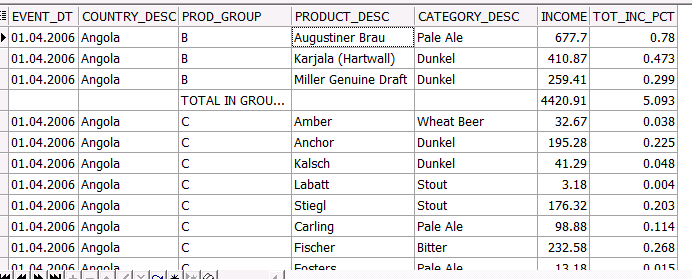 EVENT_DT COUNTRY_DESC PROD_GROUP PRODUCT_DESC CATEGORY_DESC INCOME TOT_INC_PCT
01.04.2006 Angola B Augustiner Brau Pale Ale 677.7 0.78
01.04.2006 Angola B Karjala (Hartwall) Dunkel 410.87 0.473
01.04.2006 Angola B Miller Genuine Draft Dunkel 259.41 0.299
TOTAL IN GROU... 4420.91 5.093
01.04.2006 Angola C Amber Wheat Beer 32.67 0.038
01.04.2006 Angola C Anchor Dunkel 195.28 0.225
01.04.2006 Angola C Kalsch Dunkel 41.29 0.048
01.04.2006 Angola C Labatt Stout 3.18 0.004
01.04.2006 Angola C Stiegl Stout 176.32 0.203
01.04.2006 Angola C Carling Pale Ale 98.88 0.114
01.04.2006 Angola C Fischer Bitter 232.58 0.268
01.04.2006 Angola C Fosters Pale Ale 13.18 0.015